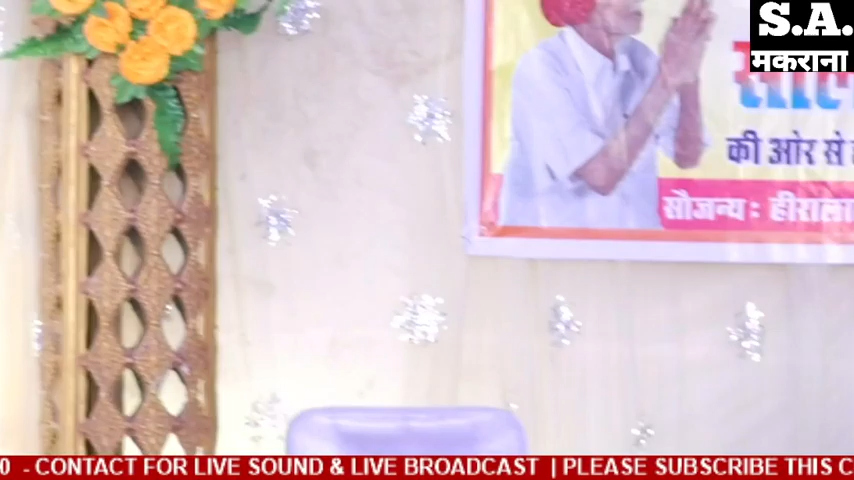 S.A.
मकराना
की ओर से
सौजन्य : हीराला
0 - CONTACT FOR LIVE SOUND & LIVE BROADCAST | PLEASE SUBSCRIBE THIS C